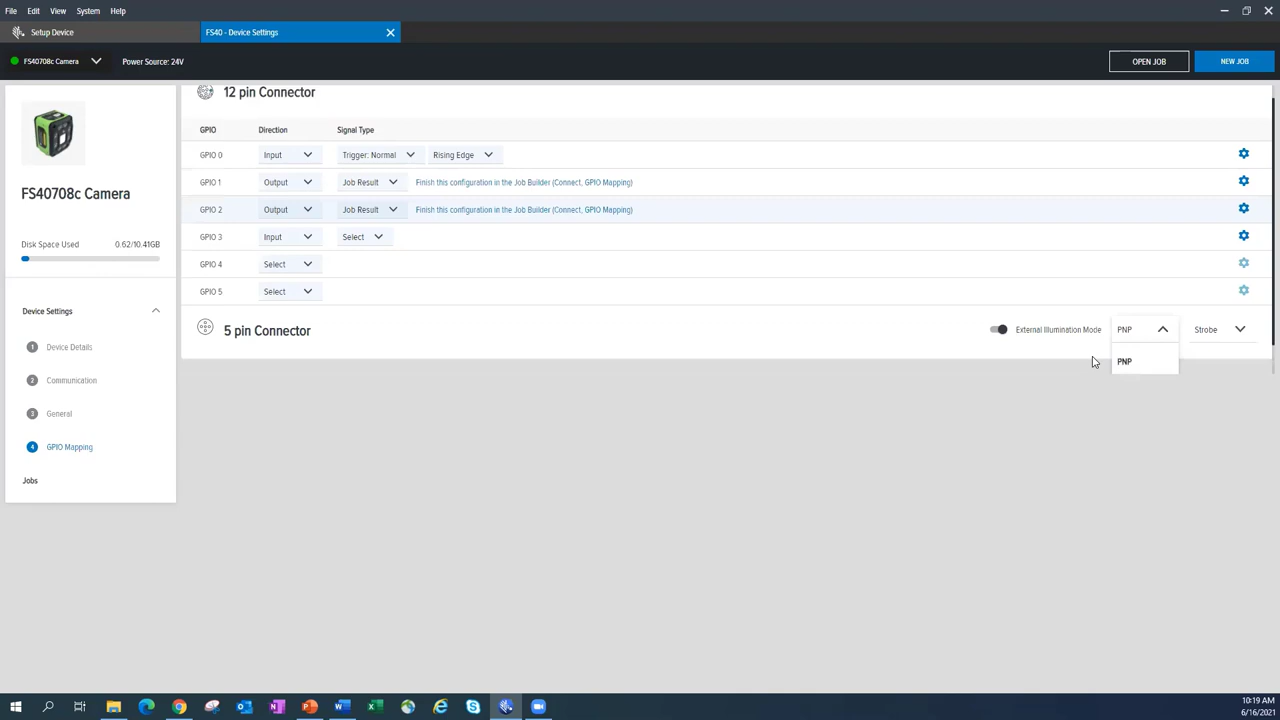 File Edit View System Help
Setup Device
FS40 - Device Settings
FS40708c Camera
Power Source: 24V
OPEN JOB
NEW JOB
12 pin Connector
GPIO Direction Signal Type
GPIO 0 Input Trigger: Normal Rising Edge
GPIO 1 Output Job Result Finish this configuration in the Job Builder (Connect, GPIO Mapping)
GPIO 2 Output Job Result Finish this configuration in the Job Builder (Connect, GPIO Mapping)
GPIO 3 Input Select
GPIO 4 Select
GPIO 5 Select
5 pin Connector
External Illumination Mode PNP Strobe
PNP
FS40708c Camera
Disk Space Used 0.62/10.41GB
Device Settings
1 Device Details
2 Communication
3 General
4 GPIO Mapping
Jobs
10:19 AM
6/16/2021